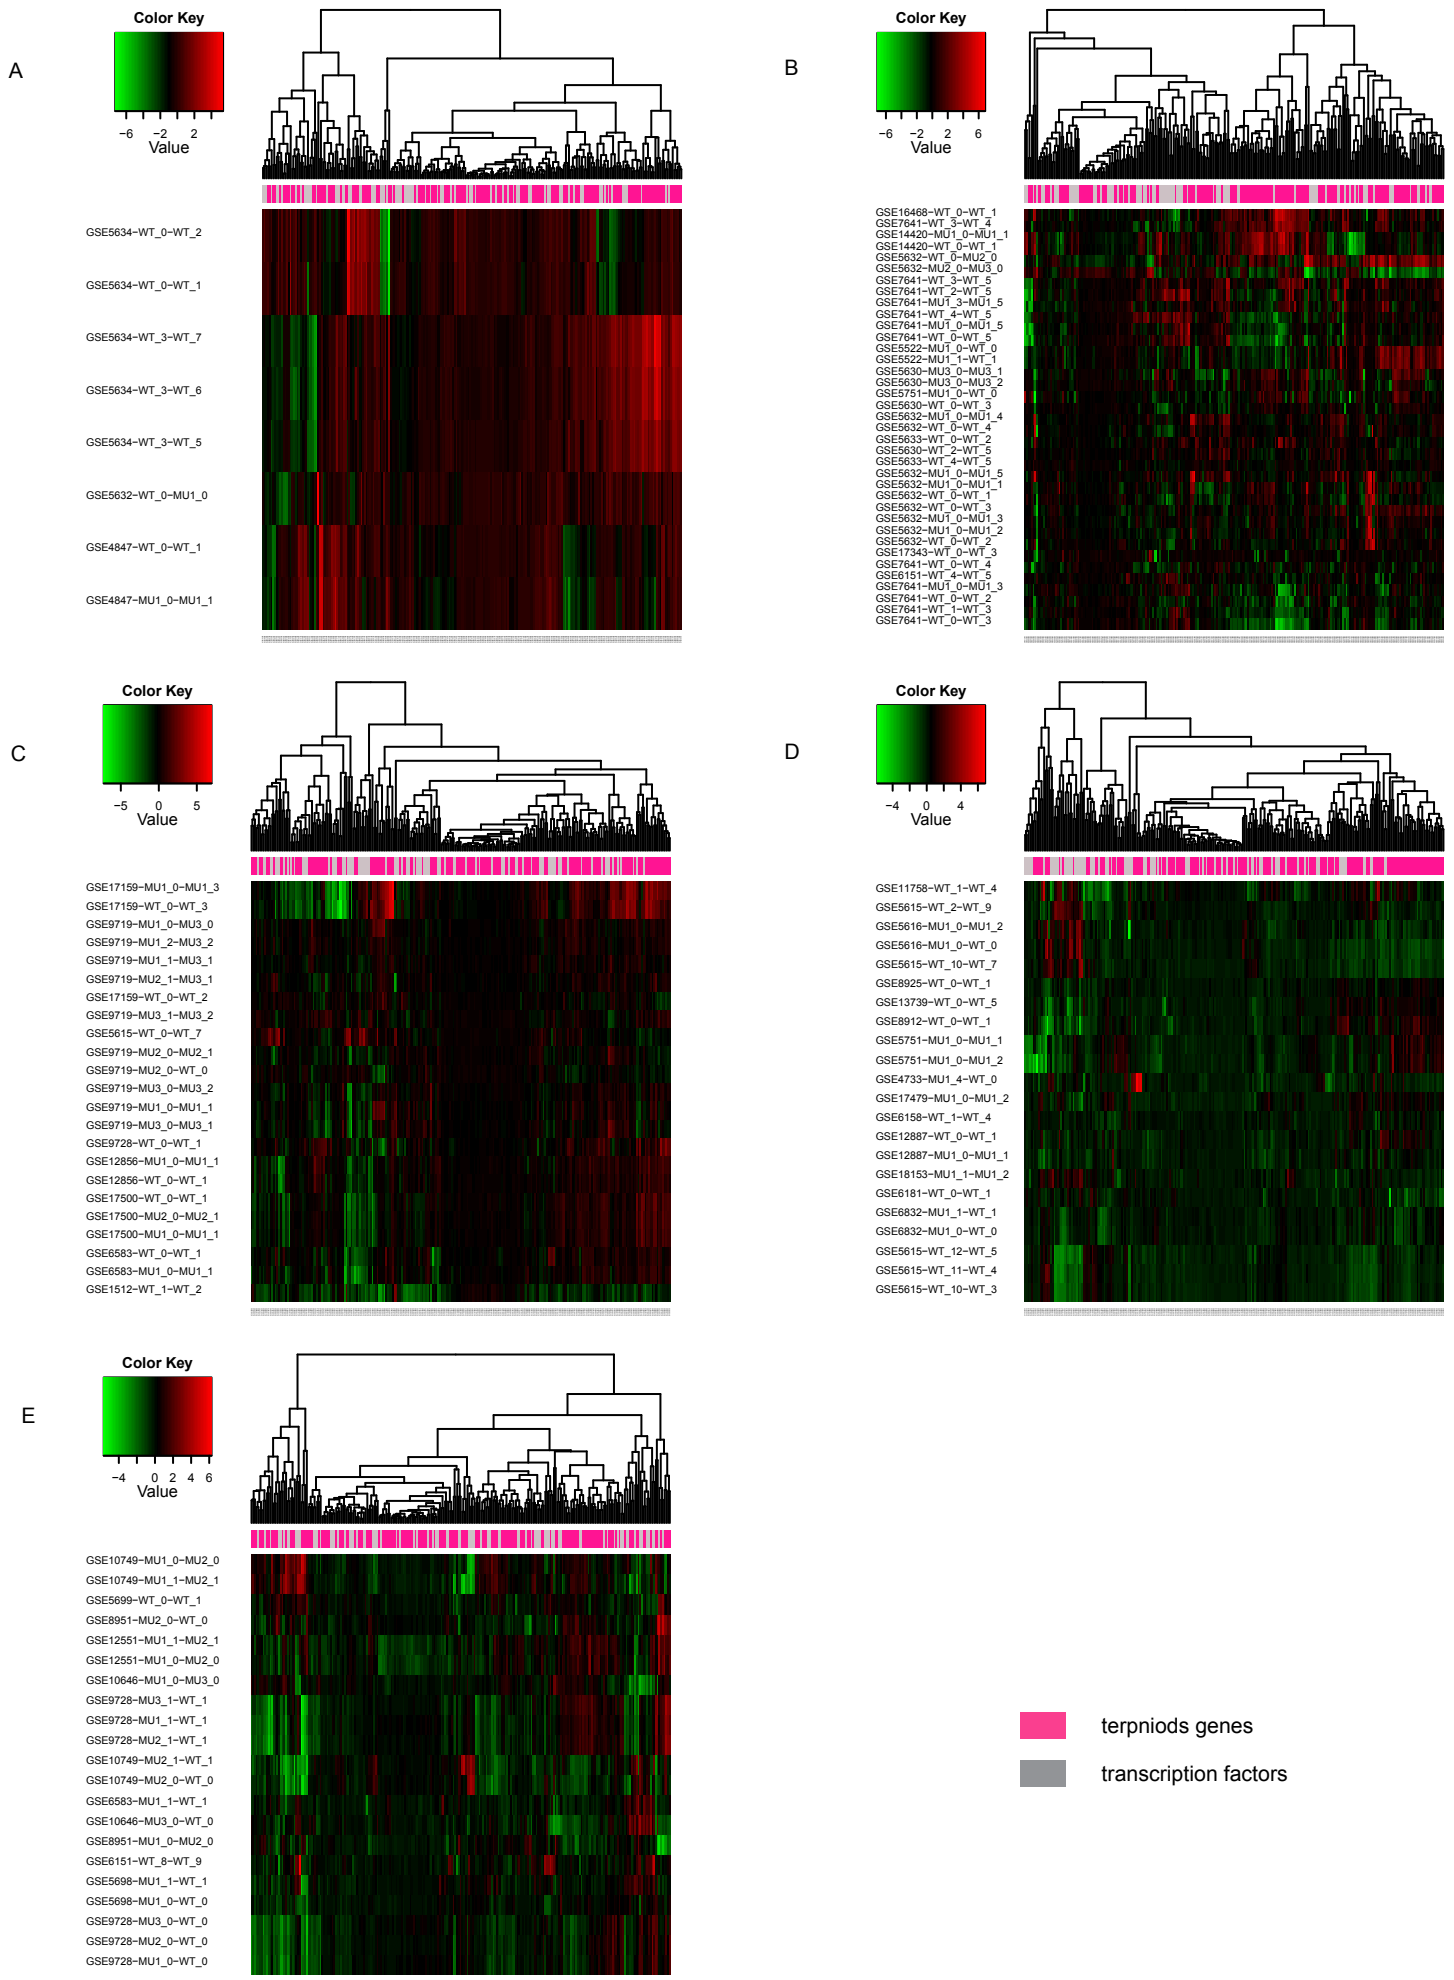 A
Color Key
−6 −2 2
Value
GSE5634−WT_0−WT_2
GSE5634−WT_0−WT_1
GSE5634−WT_3−WT_7
GSE5634−WT_3−WT_6
GSE5634−WT_3−WT_5
GSE5632−WT_0−MU1_0
GSE4847−WT_0−WT_1
GSE4847−MU1_0−MU1_1
B
Color Key
−6 −2 2 6
Value
GSE16468−WT_0−WT_1
GSE7641−WT_3−WT_4
GSE14420−MU1_0−MU1_1
GSE14420−WT_0−WT_1
GSE5632−WT_0−MU2_0
GSE5632−MU2_0−MU3_0
GSE7641−WT_3−WT_5
GSE7641−WT_2−WT_5
GSE7641−MU1_3−MU1_5
GSE7641−WT_4−WT_5
GSE7641−MU1_0−MU1_5
GSE7641−WT_0−WT_5
GSE5522−MU1_0−WT_0
GSE5522−MU1_1−WT_1
GSE5630−MU3_0−MU3_1
GSE5630−MU3_0−MU3_2
GSE5751−MU1_0−WT_0
GSE5630−WT_0−WT_3
GSE5632−MU1_0−MU1_4
GSE5632−WT_0−WT_4
GSE5633−WT_0−WT_2
GSE5630−WT_2−WT_5
GSE5633−WT_4−WT_5
GSE5632−MU1_0−MU1_5
GSE5632−MU1_0−MU1_1
GSE5632−WT_0−WT_1
GSE5632−WT_0−WT_3
GSE5632−MU1_0−MU1_3
GSE5632−MU1_0−MU1_2
GSE5632−WT_0−WT_2
GSE17343−WT_0−WT_3
GSE7641−WT_0−WT_4
GSE6151−WT_4−WT_5
GSE7641−MU1_0−MU1_3
GSE7641−WT_0−WT_2
GSE7641−WT_1−WT_3
GSE7641−WT_0−WT_3
C
Color Key
−5 0 5
Value
GSE17159−MU1_0−MU1_3
GSE17159−WT_0−WT_3
GSE9719−MU1_0−MU3_0
GSE9719−MU1_2−MU3_2
GSE9719−MU1_1−MU3_1
GSE9719−MU2_1−MU3_1
GSE17159−WT_0−WT_2
GSE9719−MU3_1−MU3_2
GSE5615−WT_0−WT_7
GSE9719−MU2_0−MU2_1
GSE9719−MU2_0−WT_0
GSE9719−MU3_0−MU3_2
GSE9719−MU1_0−MU1_1
GSE9719−MU3_0−MU3_1
GSE9728−WT_0−WT_1
GSE12856−MU1_0−MU1_1
GSE12856−WT_0−WT_1
GSE17500−WT_0−WT_1
GSE17500−MU2_0−MU2_1
GSE17500−MU1_0−MU1_1
GSE6583−WT_0−WT_1
GSE6583−MU1_0−MU1_1
GSE1512−WT_1−WT_2
D
Color Key
−4 0 4
Value
GSE11758−WT_1−WT_4
GSE5615−WT_2−WT_9
GSE5616−MU1_0−MU1_2
GSE5616−MU1_0−WT_0
GSE5615−WT_10−WT_7
GSE8925−WT_0−WT_1
GSE13739−WT_0−WT_5
GSE8912−WT_0−WT_1
GSE5751−MU1_0−MU1_1
GSE5751−MU1_0−MU1_2
GSE4733−MU1_4−WT_0
GSE17479−MU1_0−MU1_2
GSE6158−WT_1−WT_4
GSE12887−WT_0−WT_1
GSE12887−MU1_0−MU1_1
GSE18153−MU1_1−MU1_2
GSE6181−WT_0−WT_1
GSE6832−MU1_1−WT_1
GSE6832−MU1_0−WT_0
GSE5615−WT_12−WT_5
GSE5615−WT_11−WT_4
GSE5615−WT_10−WT_3
E
Color Key
−4 0 2 4 6
Value
GSE10749−MU1_0−MU2_0
GSE10749−MU1_1−MU2_1
GSE5699−WT_0−WT_1
GSE8951−MU2_0−WT_0
GSE12551−MU1_1−MU2_1
GSE12551−MU1_0−MU2_0
GSE10646−MU1_0−MU3_0
GSE9728−MU3_1−WT_1
GSE9728−MU1_1−WT_1
GSE9728−MU2_1−WT_1
GSE10749−MU2_1−WT_1
GSE10749−MU2_0−WT_0
GSE6583−MU1_1−WT_1
GSE10646−MU3_0−WT_0
GSE8951−MU1_0−MU2_0
GSE6151−WT_8−WT_9
GSE5698−MU1_1−WT_1
GSE5698−MU1_0−WT_0
GSE9728−MU3_0−WT_0
GSE9728−MU2_0−WT_0
GSE9728−MU1_0−WT_0
terpniods genes
transcription factors